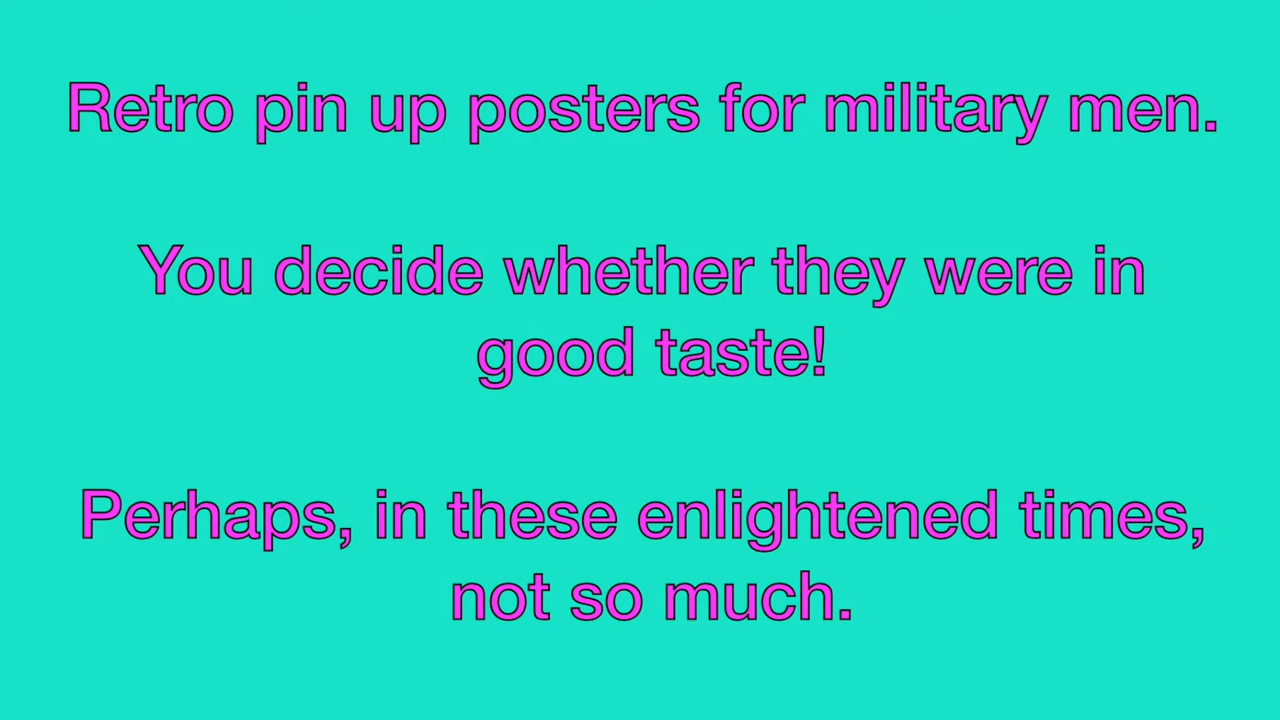 Retro pin up posters for military men.
You decide whether they were in
good taste!
Perhaps, in these enlightened times,
not so much.